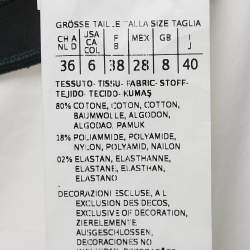 GRÖSSE TAILLE TALLA SIZE TAGLIA
CH A USA F MEX GB I
NL D CA COL B J
36 6 38 28 8 40
TESSUTO- TISSU- FABRIC- STOFF-
TEJIDO- TECIDO- KUMAŞ
80% COTONE, COTON, COTTON,
BAUMWOLLE, ALGODON,
ALGODAO, PAMUK
18% POLIAMMIDE, POLYAMIDE,
NYLON, POLYAMID, NAILON
02% ELASTAN, ELASTHANNE,
ELASTANE, ELASTHAN,
ELASTANO
DECORAZIONI ESCLUSE, A L
EXCLUSION DES DECOS,
EXCLUSIVE OF DECORATION,
ZIERELEMENTE
AUSGESCHLOSSEN,
DECORACIONES NO